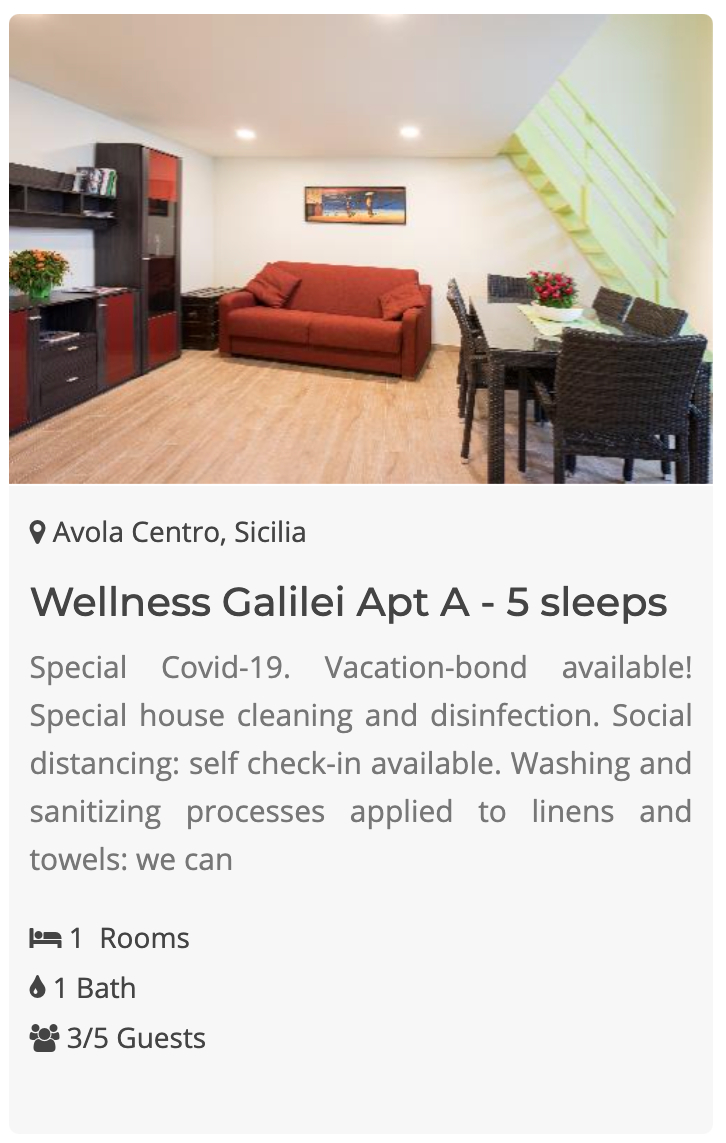 Avola Centro, Sicilia
Wellness Galilei Apt A - 5 sleeps
Special Covid-19. Vacation-bond available!
Special house cleaning and disinfection. Social
distancing: self check-in available. Washing and
sanitizing processes applied to linens and
towels: we can
1 Rooms
1 Bath
3/5 Guests